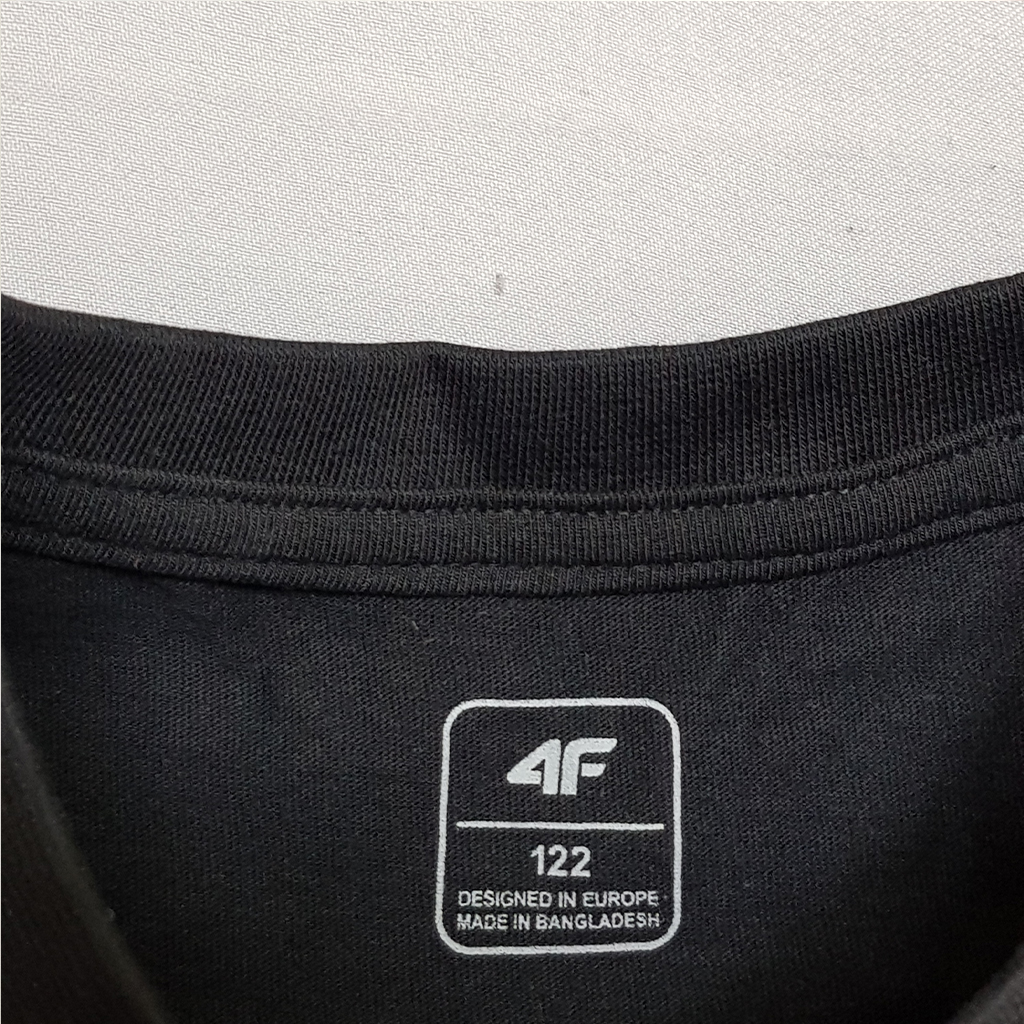 4F
122
DESIGNED IN EUROPE
MADE IN BANGLADESH